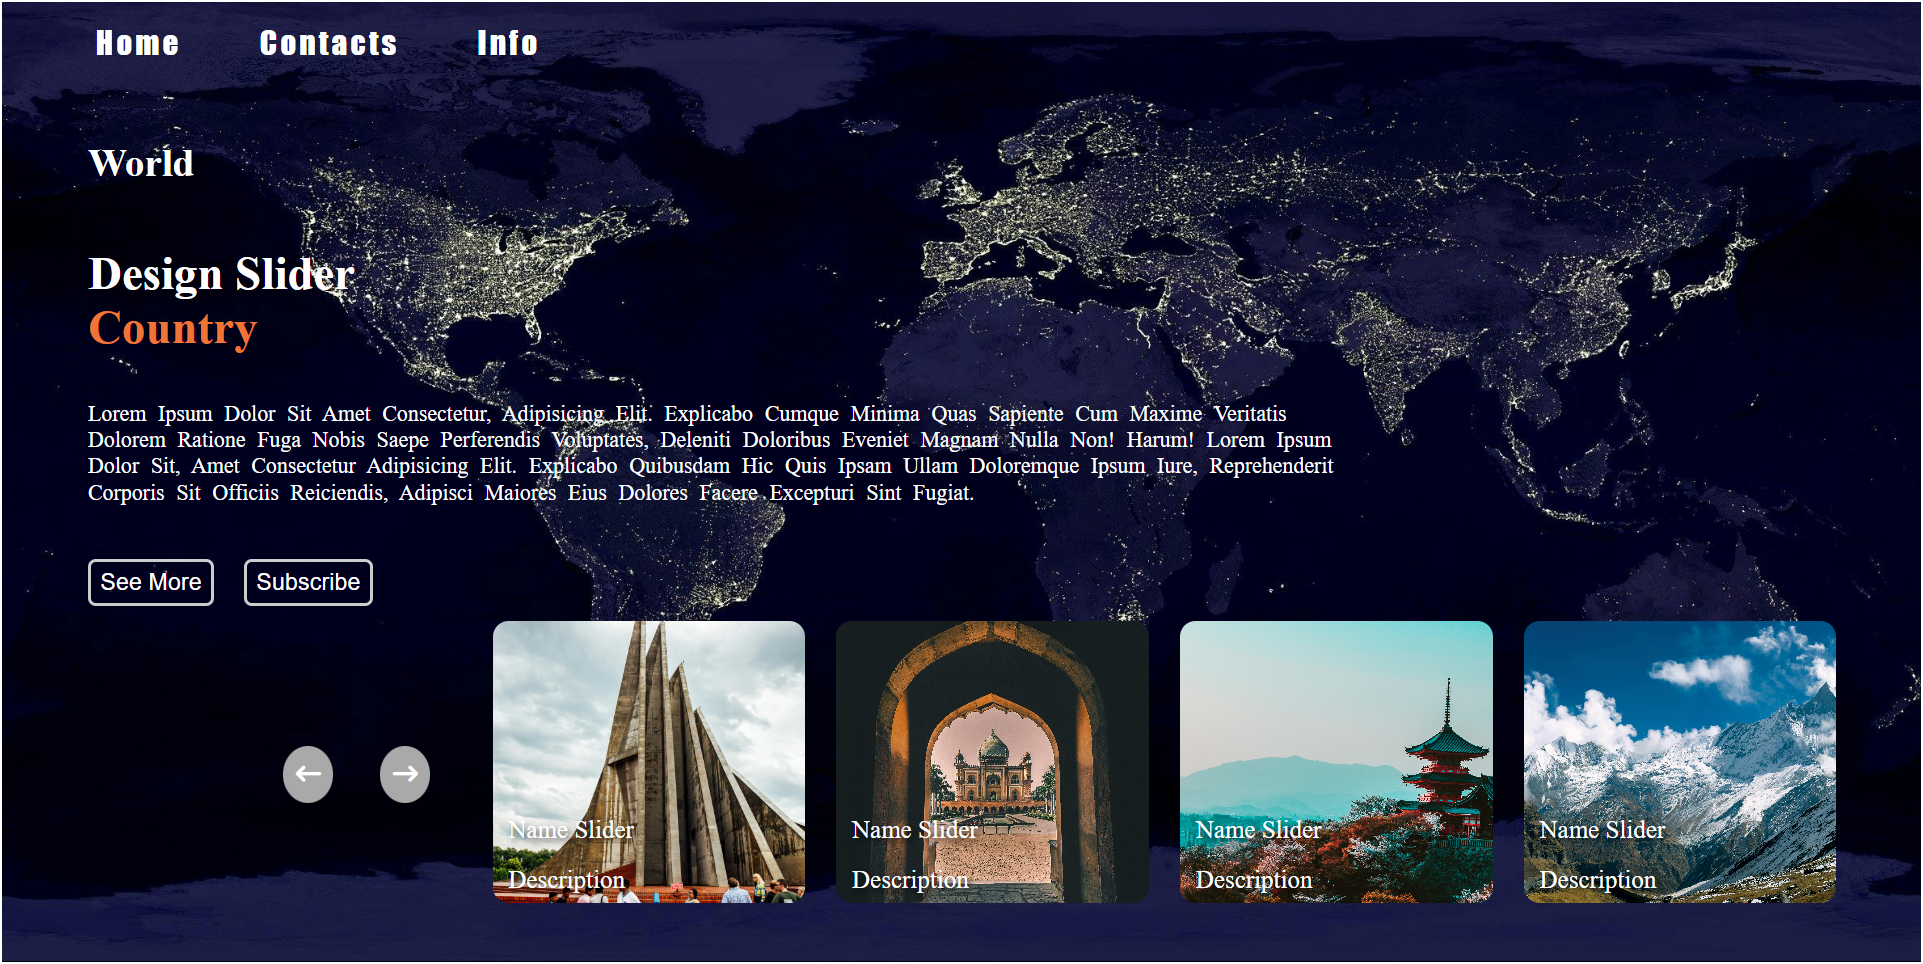 Home Contacts Info
World
Design Slider
Country
Lorem Ipsum Dolor Sit Amet Consectetur, Adipisicing Elit. Explicabo Cumque Minima Quas Sapiente Cum Maxime Veritatis
Dolorem Ratione Fuga Nobis Saepe Perferendis Voluptates, Deleniti Doloribus Eveniet Magnam Nulla Non! Harum! Lorem Ipsum
Dolor Sit, Amet Consectetur Adipisicing Elit. Explicabo Quibusdam Hic Quis Ipsam Ullam Doloremque Ipsum Iure, Reprehenderit
Corporis Sit Officiis Reiciendis, Adipisci Maiores Eius Dolores Facere Excepturi Sint Fugiat.
See More Subscribe
Name Slider Name Slider Name Slider Name Slider
Description Description Description Description